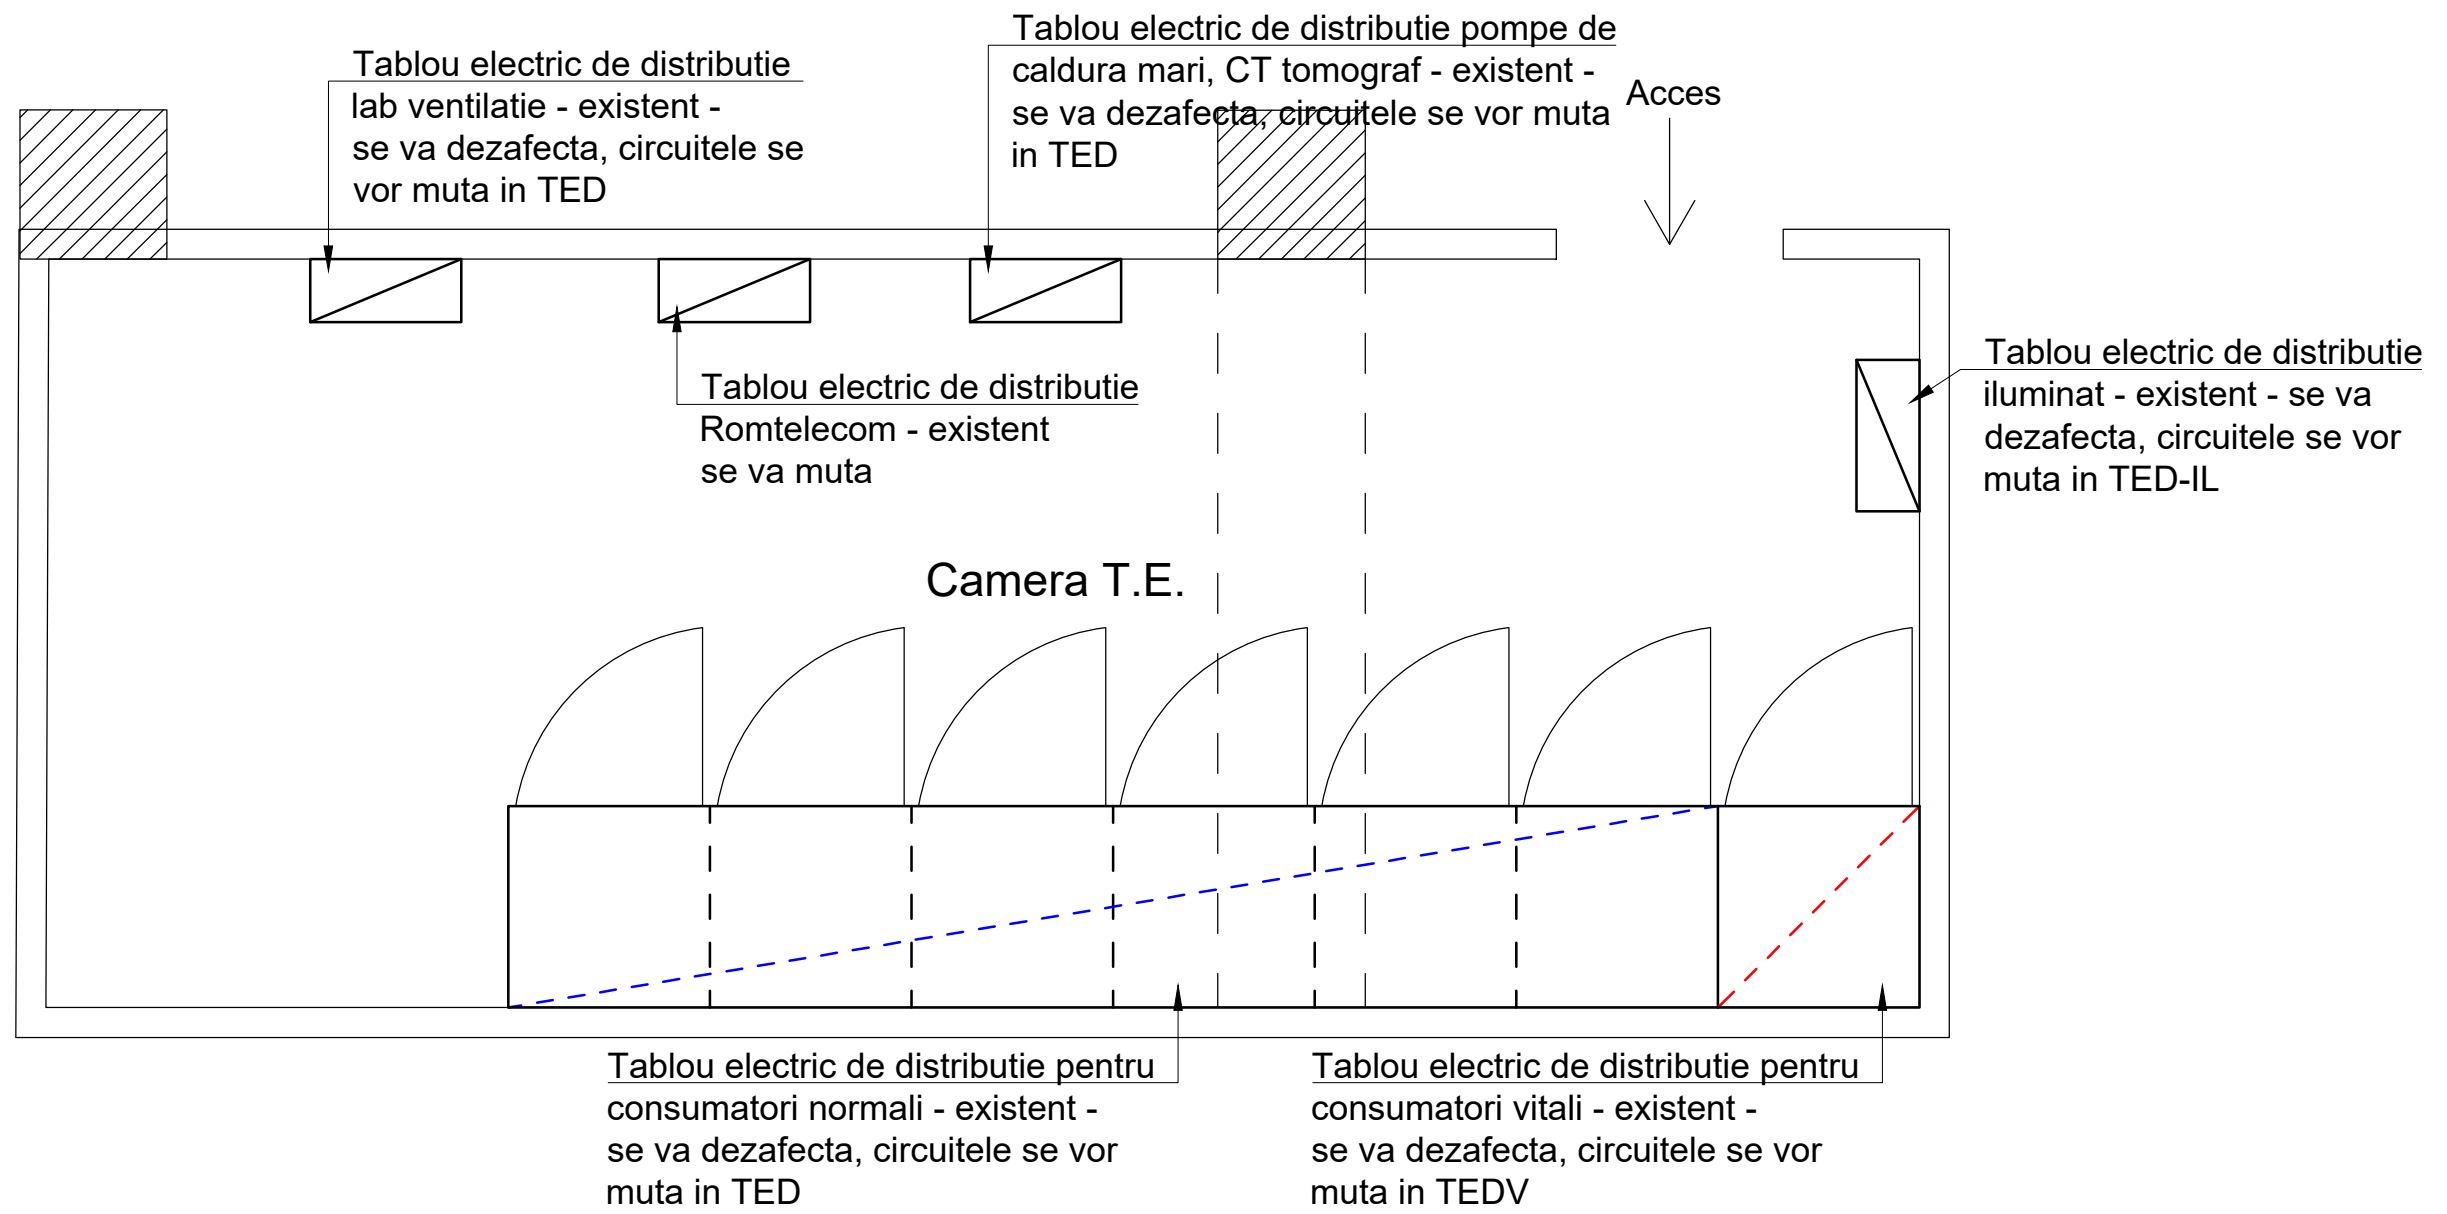 Tablou electric de distributie
lab ventilatie - existent -
se va dezafecta, circuitele se
vor muta in TED
Tablou electric de distributie pompe de
caldura mari, CT tomograf - existent -
se va dezafecta, circuitele se vor muta
in TED
Acces
Tablou electric de distributie
Romtelecom - existent
se va muta
Tablou electric de distributie
iluminat - existent - se va
dezafecta, circuitele se vor
muta in TED-IL
Camera T.E.
Tablou electric de distributie pentru
consumatori normali - existent -
se va dezafecta, circuitele se vor
muta in TED
Tablou electric de distributie pentru
consumatori vitali - existent -
se va dezafecta, circuitele se vor
muta in TEDV